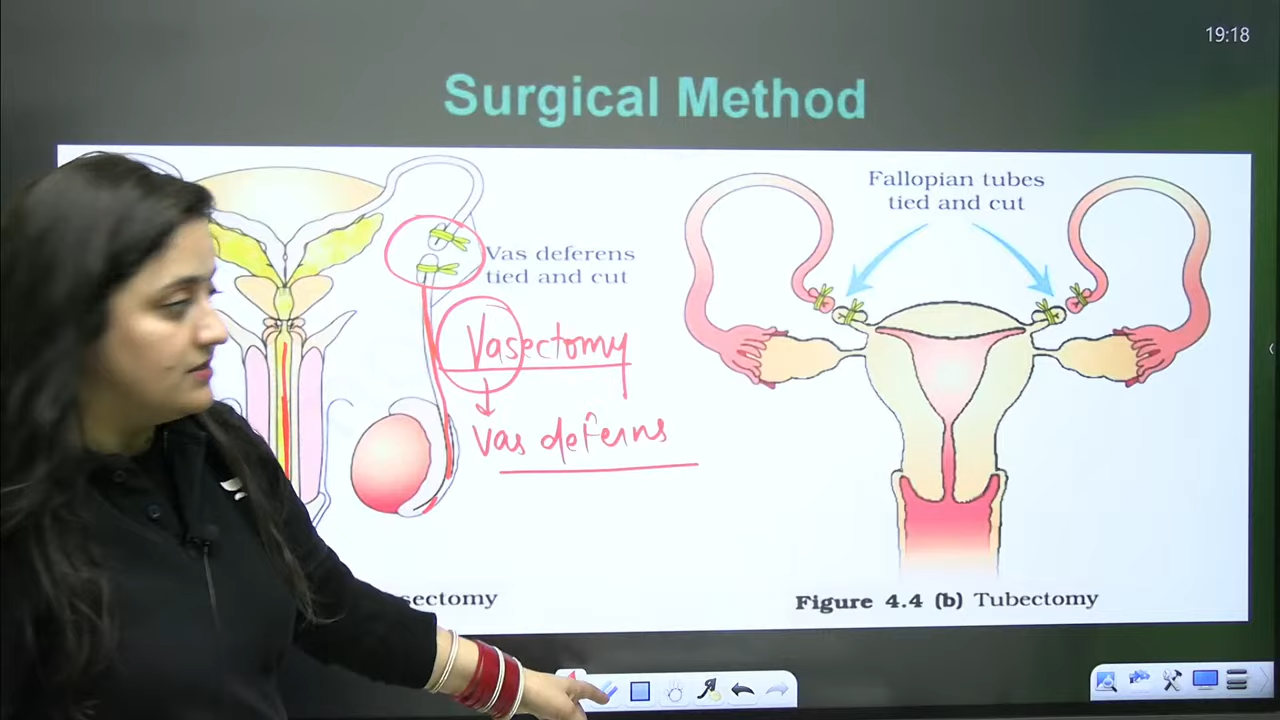 19:18
Surgical Method
Vas deferens
tied and cut
Vasectomy
Vas deferns
sectomy
Fallopian tubes
tied and cut
Figure 4.4 (b) Tubectomy